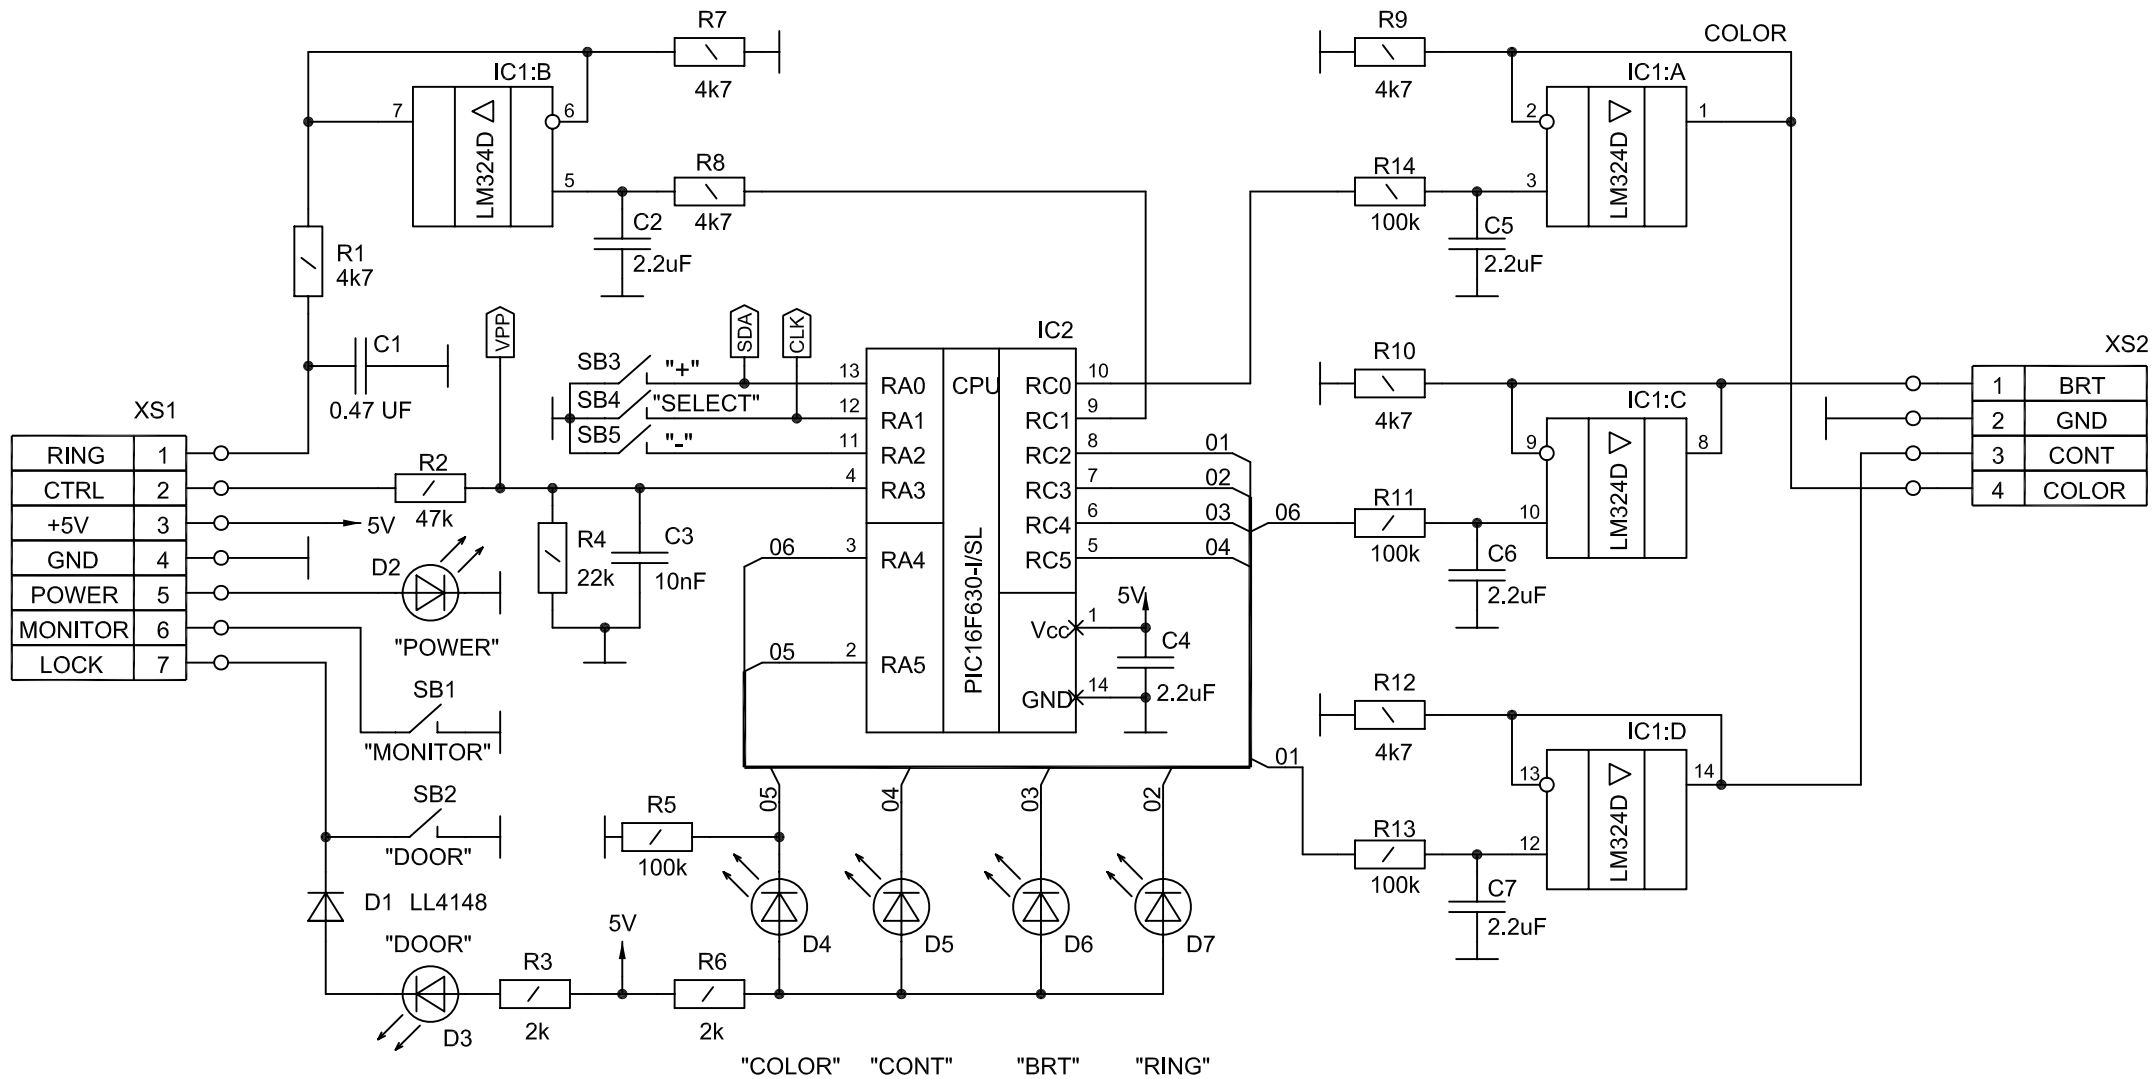 R7
4k7
IC1:B
7
LM324D
6
5
R8
4k7
C2
2.2uF
R1
4k7
C1
0.47 UF
XS1
RING 1
CTRL 2
+5V 3
GND 4
POWER 5
MONITOR 6
LOCK 7
5V
R2
47k
VPP
R4
22k
C3
10nF
D2
"POWER"
SB1
"MONITOR"
SB2
"DOOR"
D1 LL4148
"DOOR"
D3
R3
2k
5V
R6
2k
R5
100k
SB3 "+"
SB4 "SELECT"
SB5 "-"
SDA
CLK
IC2
CPU
PIC16F630-I/SL
13 RA0
12 RA1
11 RA2
4 RA3
3 RA4
2 RA5
06
05
RC0 10
RC1 9
RC2 8
RC3 7
RC4 6
RC5 5
Vcc 1
GND 14
01
02
03
04
06
01
5V
C4
2.2uF
05
04
03
02
D4
D5
D6
D7
"COLOR" "CONT" "BRT" "RING"
R9
4k7
COLOR
IC1:A
2
LM324D
1
3
R14
100k
C5
2.2uF
R10
4k7
IC1:C
9
LM324D
8
10
R11
100k
C6
2.2uF
R12
4k7
IC1:D
13
LM324D
14
12
R13
100k
C7
2.2uF
XS2
1 BRT
2 GND
3 CONT
4 COLOR